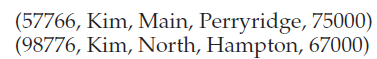 (57766, Kim, Main, Perryridge, 75000)
(98776, Kim, North, Hampton, 67000)